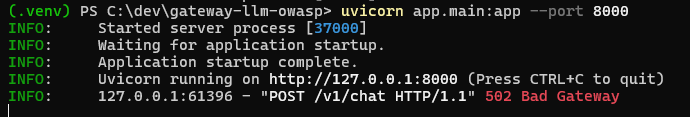 (.venv) PS C:\dev\gateway-llm-owasp> uvicorn app.main:app --port 8000
INFO:     Started server process [37000]
INFO:     Waiting for application startup.
INFO:     Application startup complete.
INFO:     Uvicorn running on http://127.0.0.1:8000 (Press CTRL+C to quit)
INFO:     127.0.0.1:61396 - "POST /v1/chat HTTP/1.1" 502 Bad Gateway